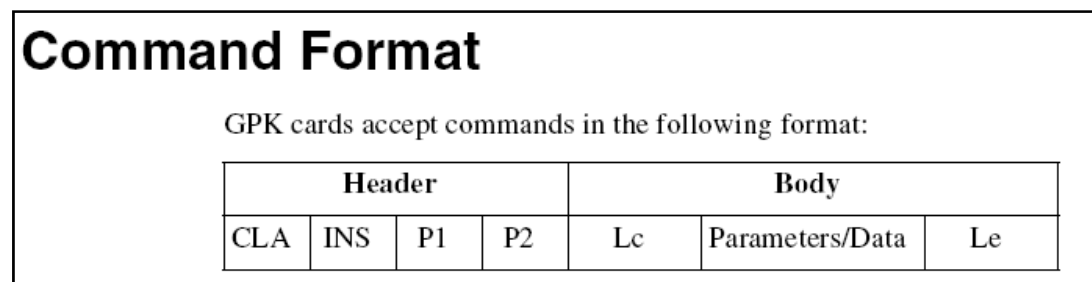 Command Format
GPK cards accept commands in the following format:
Header Body
CLA INS P1 P2 Lc Parameters/Data Le